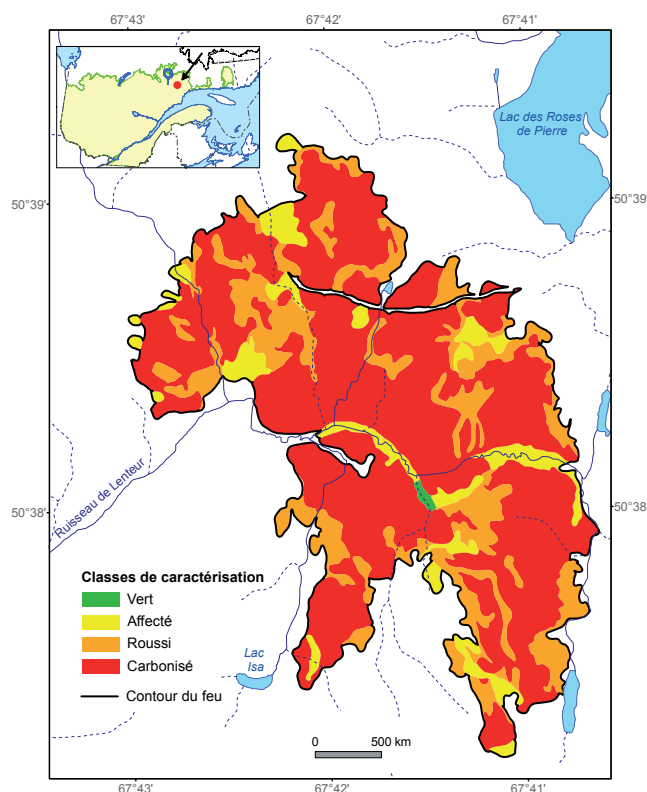 67°43'
67°42'
67°41'
Lac des Roses
de Pierre
50°39'
50°39'
50°38'
50°38'
Ruisseau de Lenteur
Classes de caractérisation
Vert
Affecté
Roussi
Carbonisé
Contour du feu
Lac
Isa
0 500 km
67°43'
67°42'
67°41'